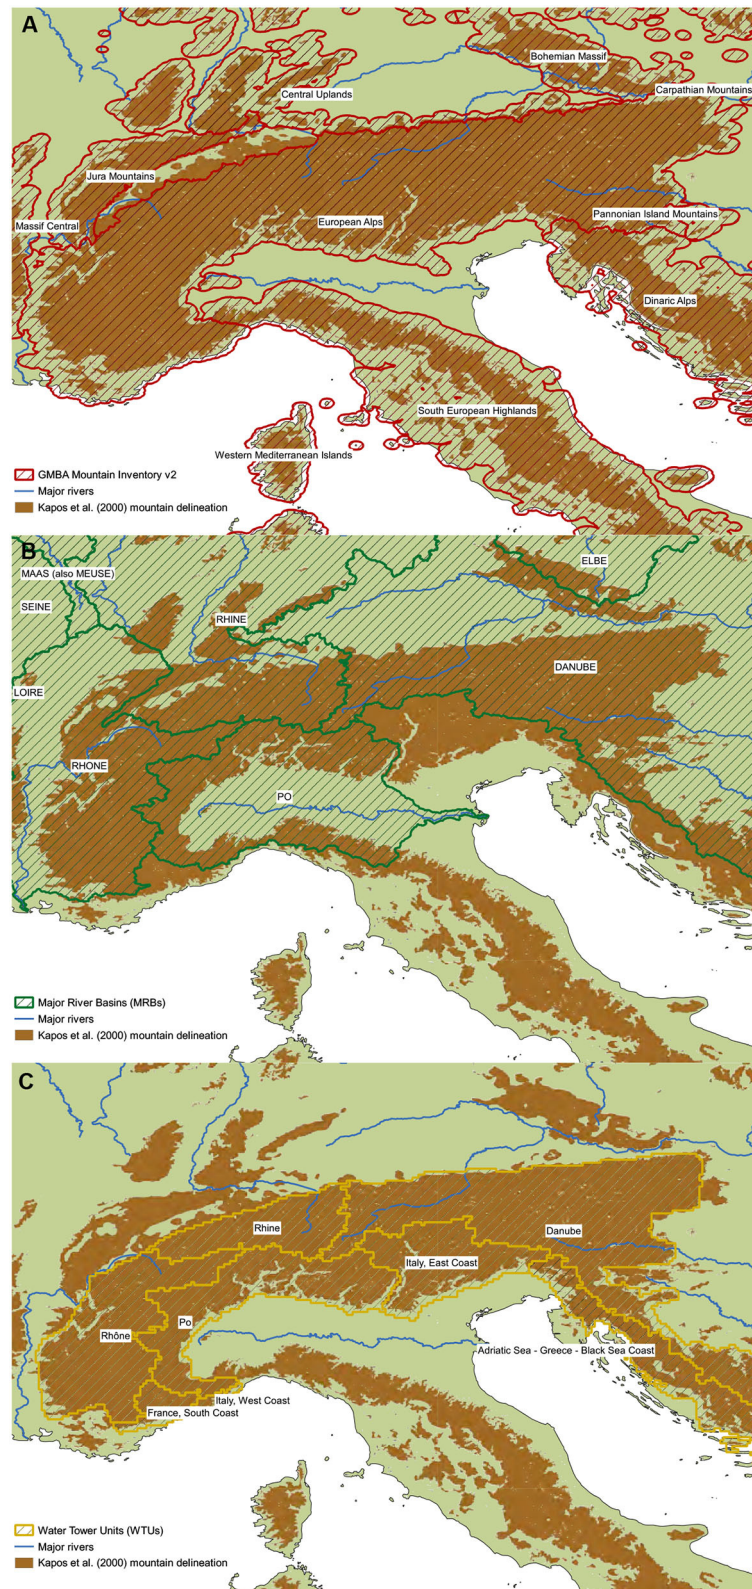 A
Bohemian Massif
Carpathian Mountains
Central Uplands
Jura Mountains
Massif Central
European Alps
Pannonian Island Mountains
Dinaric Alps
South European Highlands
Western Mediterranean Islands
GMBA Mountain Inventory v2
Major rivers
Kapos et al. (2000) mountain delineation
B
ELBE
MAAS (also MEUSE)
SEINE
RHINE
DANUBE
LOIRE
RHONE
PO
Major River Basins (MRBs)
Major rivers
Kapos et al. (2000) mountain delineation
C
Rhine
Danube
Italy, East Coast
Po
Rhône
Adriatic Sea - Greece - Black Sea Coast
Italy, West Coast
France, South Coast
Water Tower Units (WTUs)
Major rivers
Kapos et al. (2000) mountain delineation